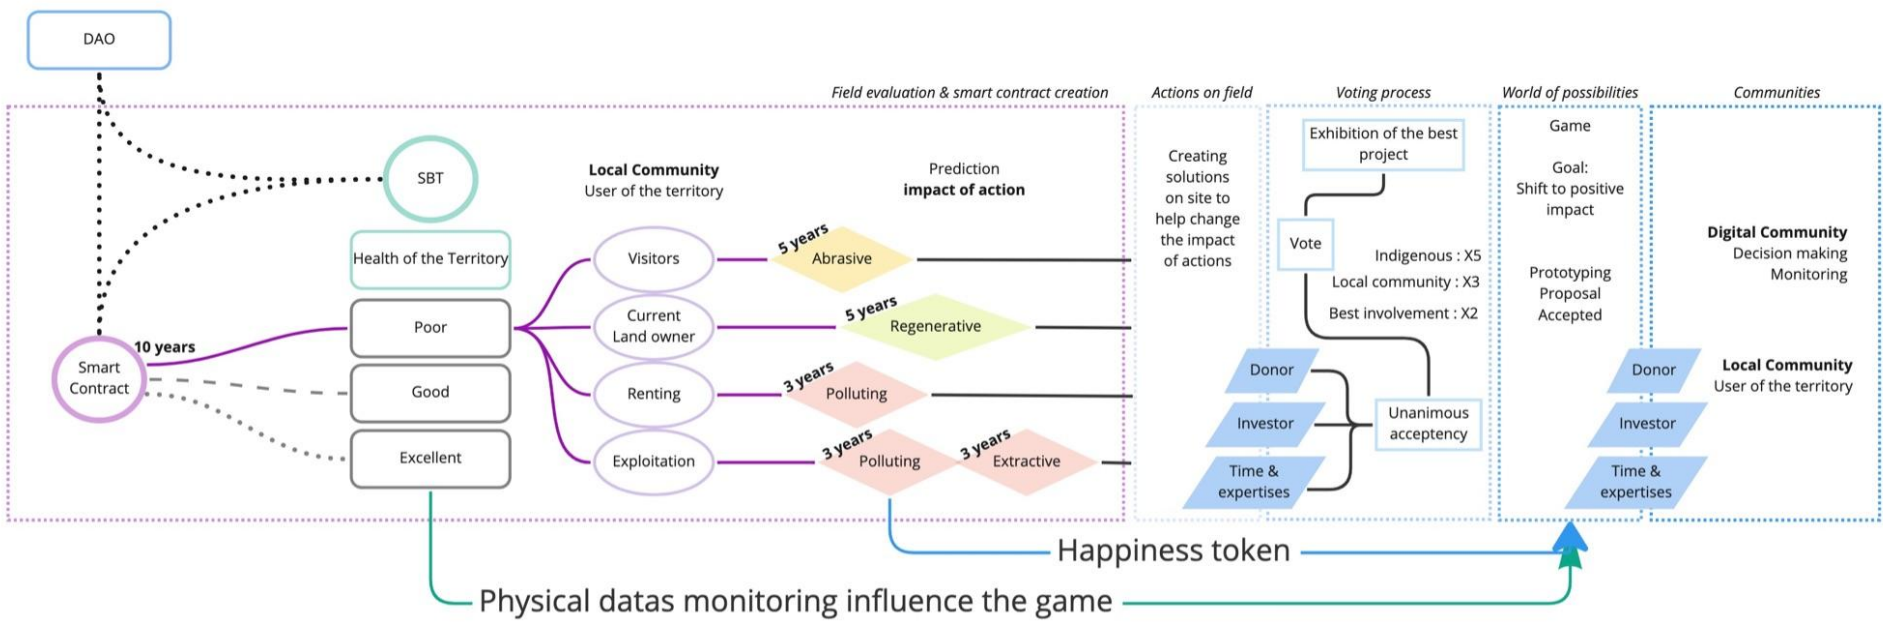 DAO
Field evaluation & smart contract creation
Actions on field
Voting process
World of possibilities
Communities
SBT
Health of the Territory
Smart
Contract
10 years
Poor
Good
Excellent
Local Community
User of the territory
Visitors
Current
Land owner
Renting
Exploitation
Prediction
impact of action
5 years
Abrasive
5 years
Regenerative
3 years
Polluting
3 years
Polluting
3 years
Extractive
Creating
solutions
on site to
help change
the impact
of actions
Exhibition of the best
project
Vote
Indigenous : X5
Local community : X3
Best involvement : X2
Donor
Investor
Time &
expertises
Unanimous
acceptency
Game
Goal:
Shift to positive
impact
Prototyping
Proposal
Accepted
Donor
Investor
Time &
expertises
Digital Community
Decision making
Monitoring
Local Community
User of the territory
Happiness token
Physical datas monitoring influence the game